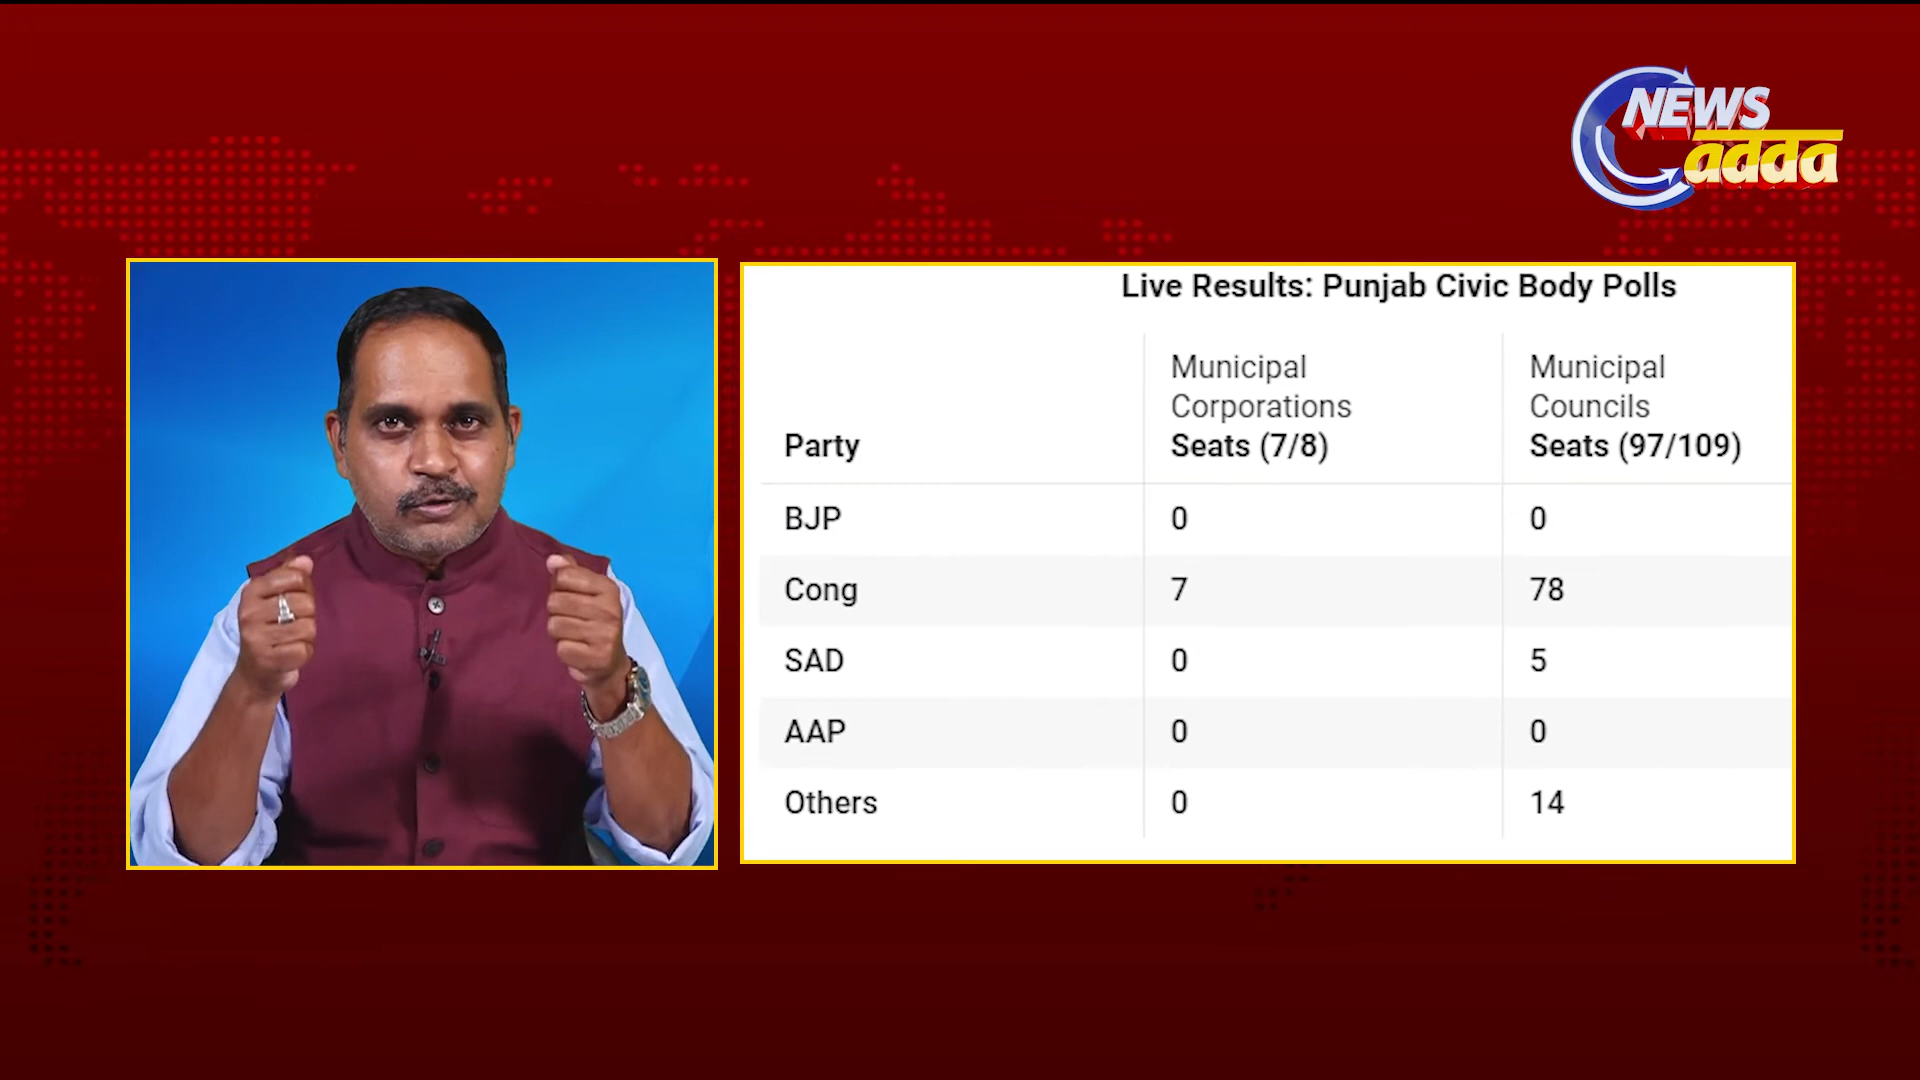 NEWS
adda
Live Results: Punjab Civic Body Polls
Party
Municipal
Corporations
Seats (7/8)
Municipal
Councils
Seats (97/109)
BJP 0 0
Cong 7 78
SAD 0 5
AAP 0 0
Others 0 14